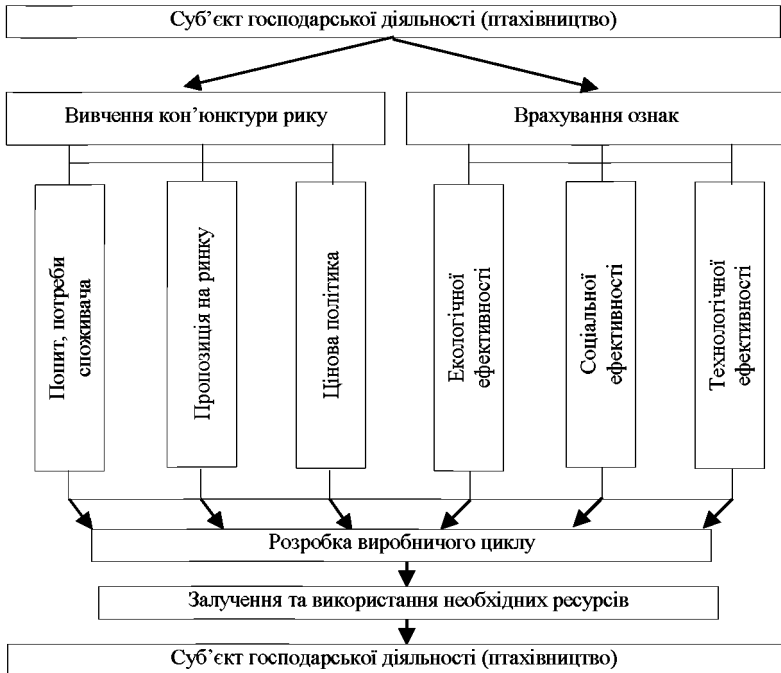 Суб’єкт господарської діяльності (птахівництво)
Вивчення кон’юнктури рику
Врахування ознак
Попит, потреби
споживача
Пропозиція на ринку
Цінова політика
Екологічної
ефективності
Соціальної
ефективності
Технологічної
ефективності
Розробка виробничого циклу
Залучення та використання необхідних ресурсів
Суб’єкт господарської діяльності (птахівництво)